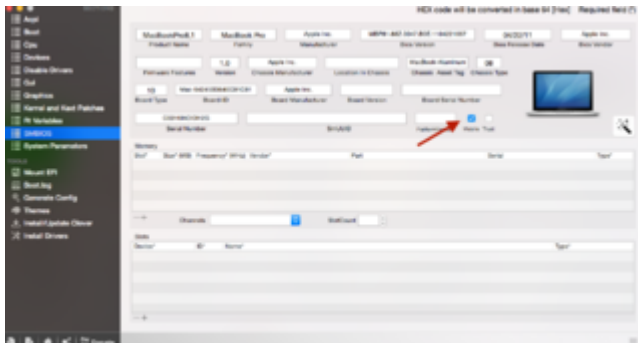 HEX code will be converted in base 64 [Hex]   Required field (*)
Acpi
Boot
Cpu
Devices
Disable Drivers
Gui
Graphics
Kernel and Kext Patches
Rt Variables
SMBIOS
System Parameters
TOOLS
Mount EFI
Boot.log
Generate Config
Themes
Install/Update Clover
Install Drivers
MacBook Pro   Apple Inc.   Apple Inc.
Product Name   Family   Manufacturer   Bios Version   Bios Release Date   Bios Vendor
1.0   Apple Inc.   MacBook-Aluminum   08
Firmware Features   Version   Chassis Manufacturer   Location in Chassis   Chassis Asset Tag   Chassis Type
10   Apple Inc.
Board Type   Board-ID   Board Manufacturer   Board Version   Board Serial Number
Serial Number   SmUUID   Mobile   Trust
Memory
Slot*   Size* (MB)   Frequency* (MHz)   Vendor*   Part   Serial   Type*
Channels   SlotCount
Slots
Device*   ID*   Name*   Type*